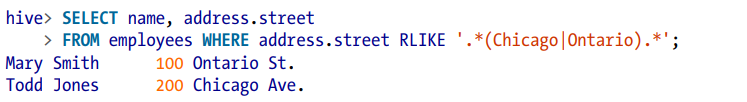 hive> SELECT name, address.street
    > FROM employees WHERE address.street RLIKE '.*(Chicago|Ontario).*';
Mary Smith      100 Ontario St.
Todd Jones      200 Chicago Ave.